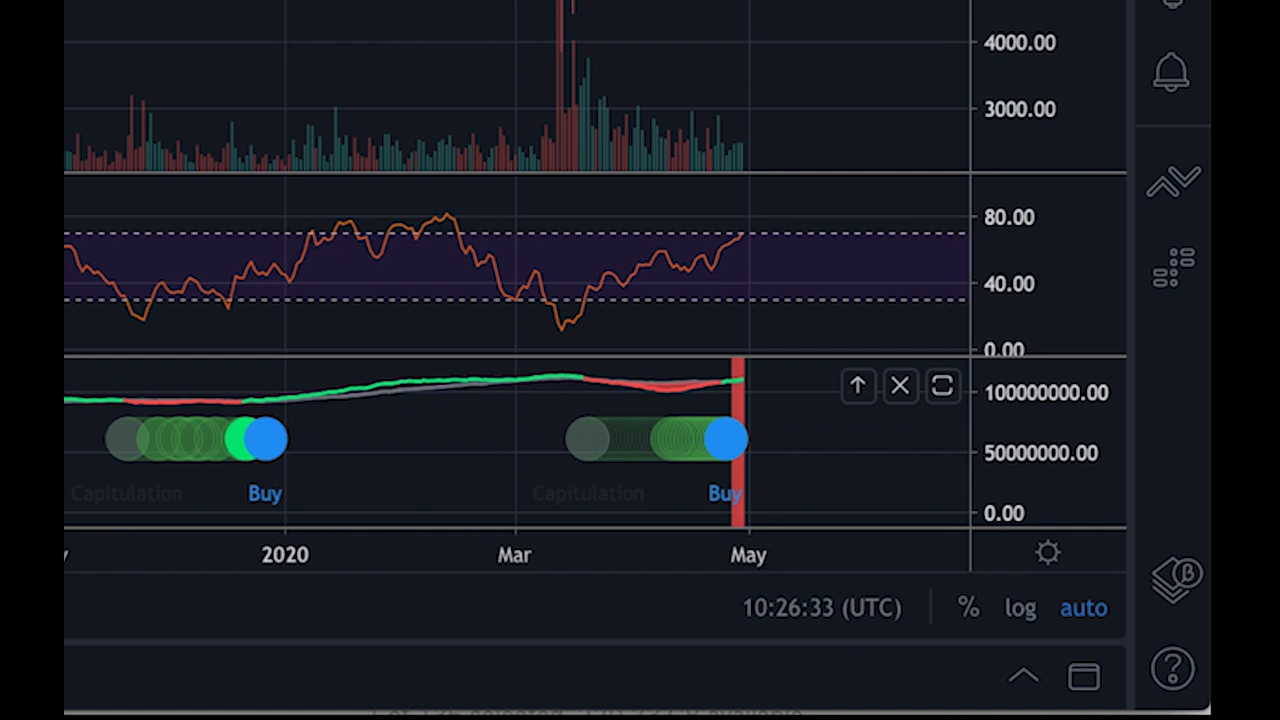 4000.00
3000.00
80.00
40.00
0.00
100000000.00
50000000.00
0.00
Capitulation Buy Capitulation Buy
2020 Mar May
10:26:33 (UTC) % log auto
β
?